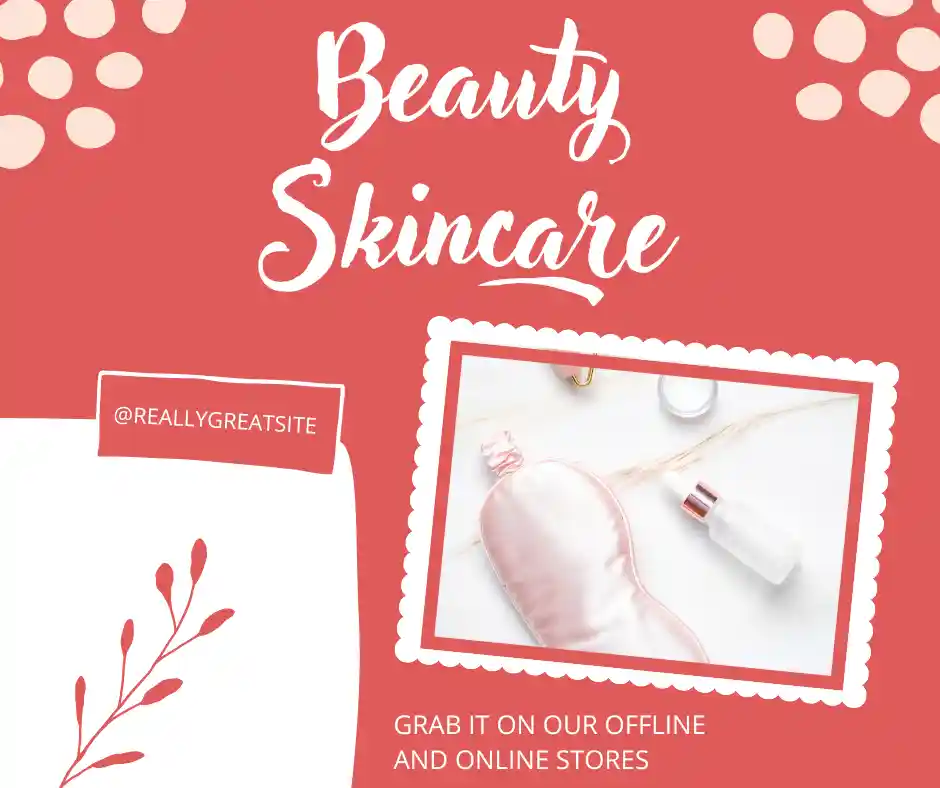 Beauty
Skincare
@REALLYGREATSITE
GRAB IT ON OUR OFFLINE
AND ONLINE STORES